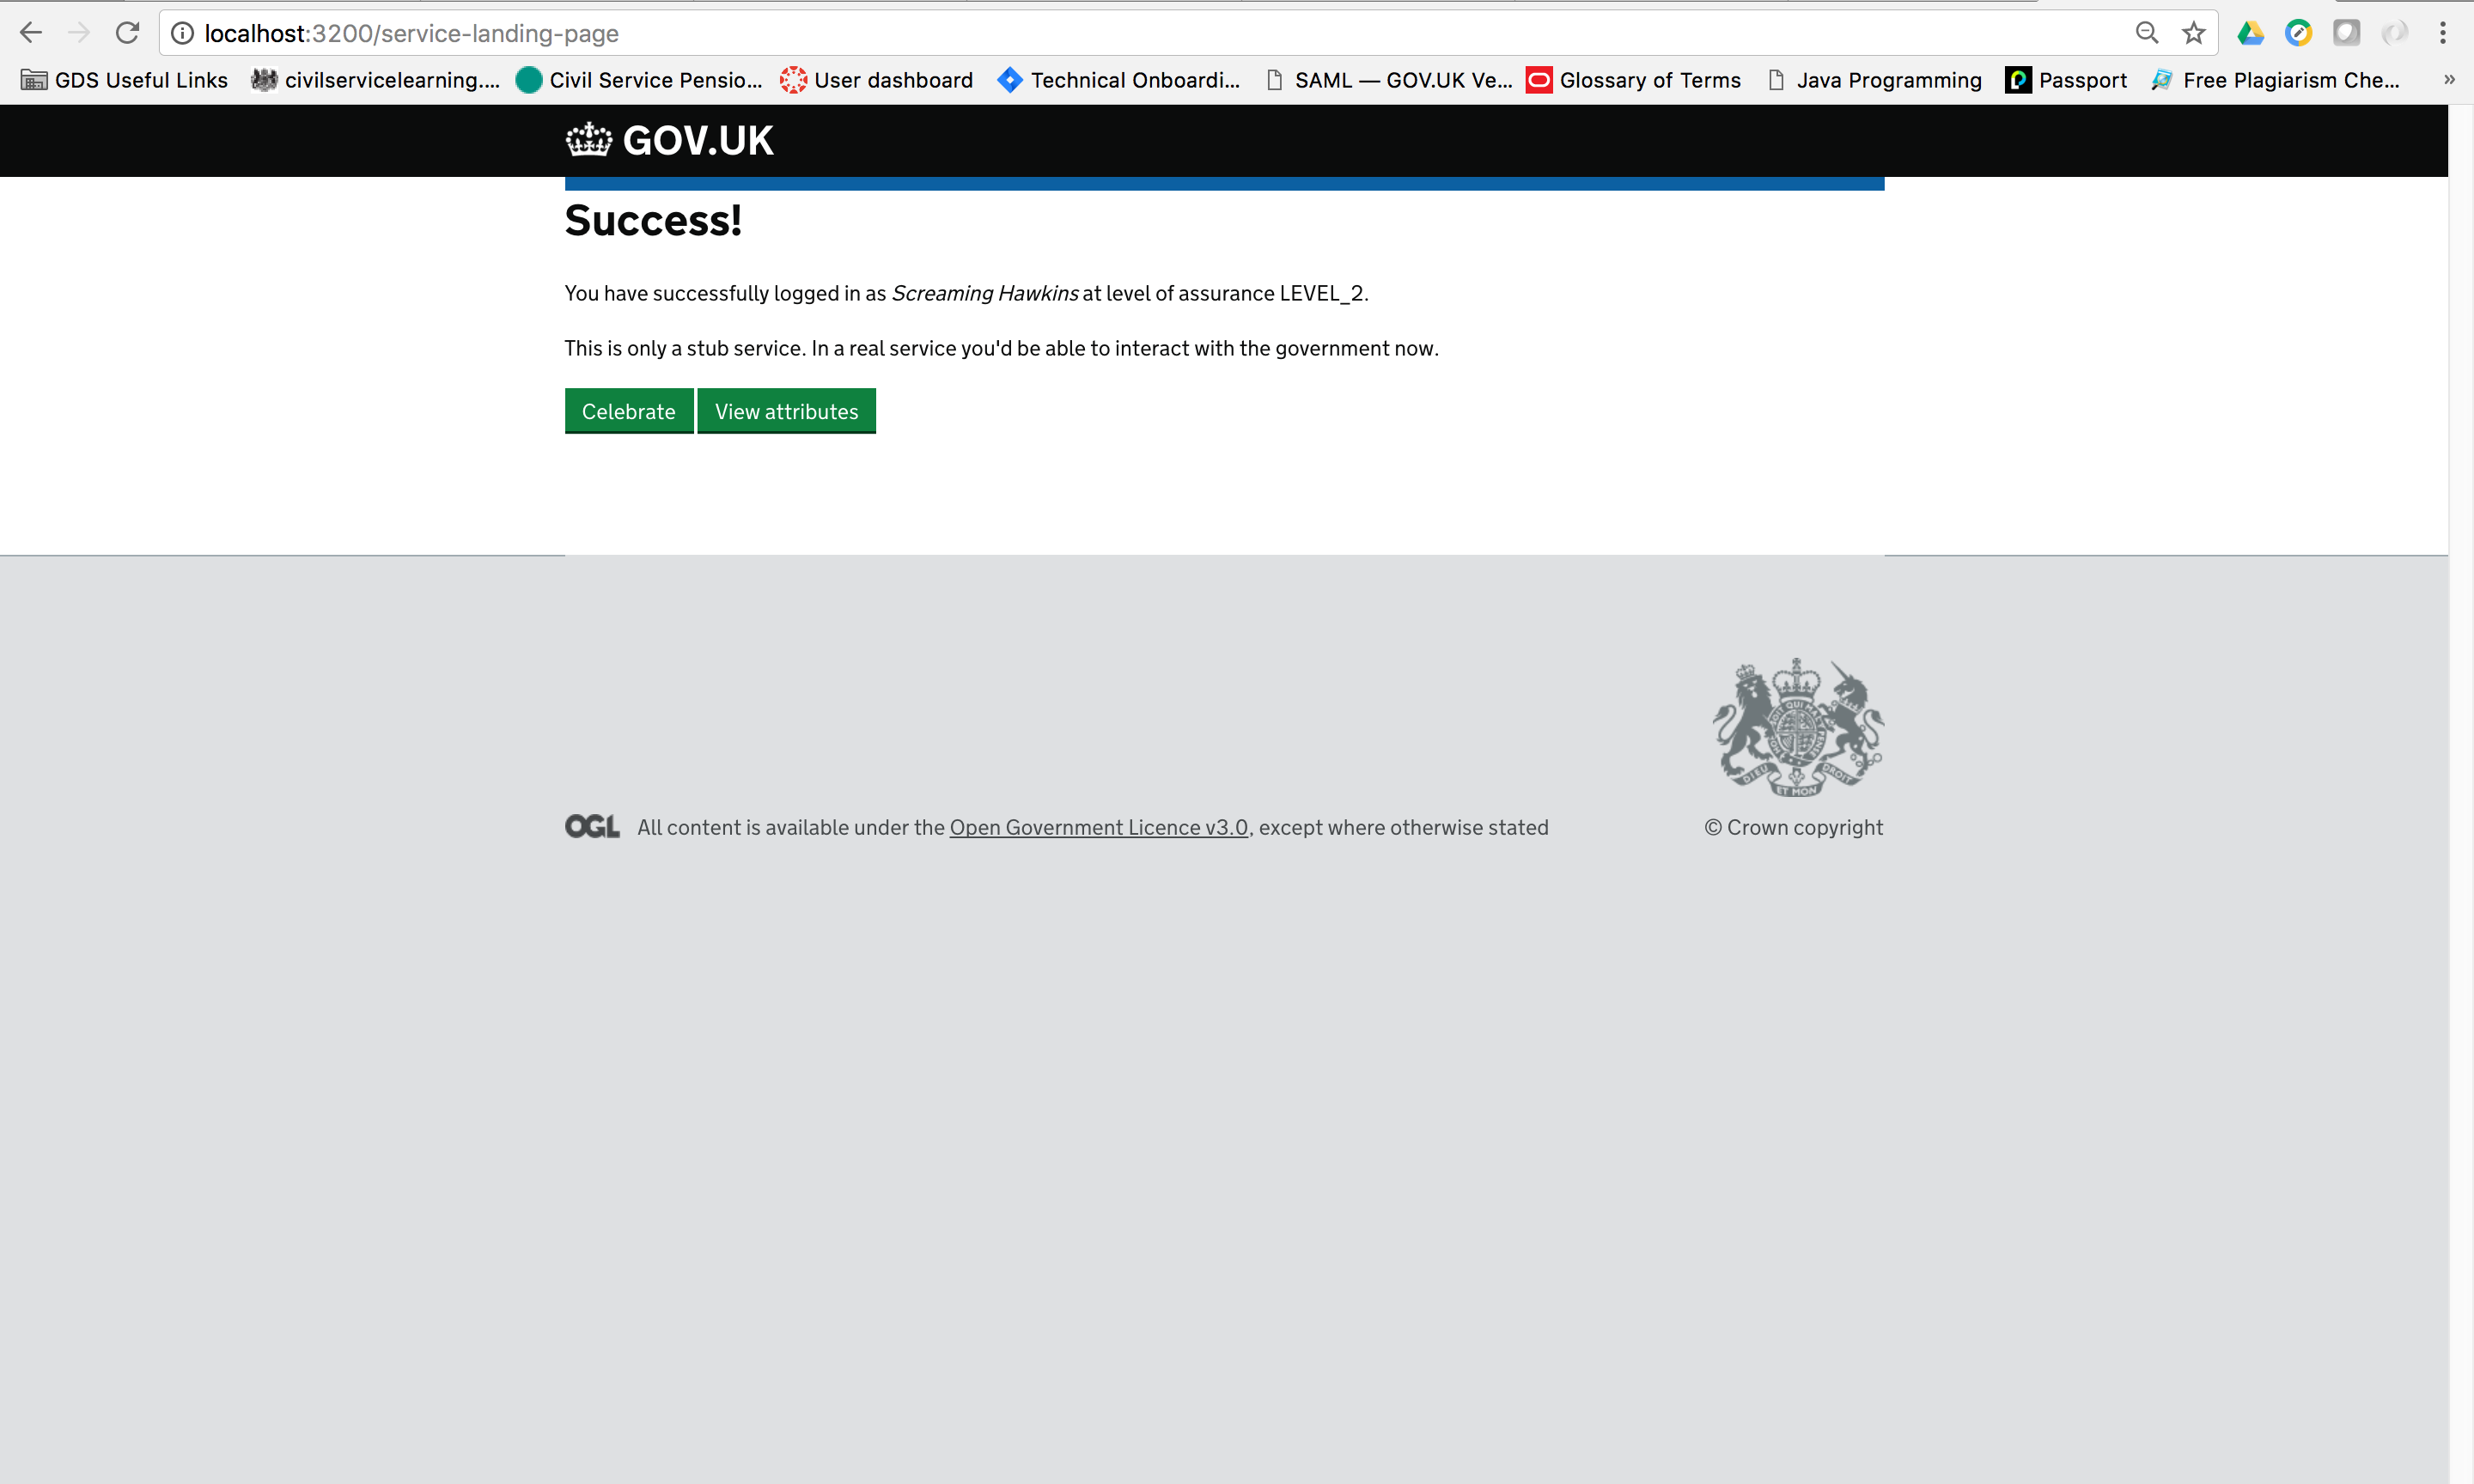 localhost:3200/service-landing-page
GDS Useful Links civilservicelearning.... Civil Service Pensio... User dashboard Technical Onboardi... SAML — GOV.UK Ve... Glossary of Terms Java Programming Passport Free Plagiarism Che... »
GOV.UK
Success!
You have successfully logged in as Screaming Hawkins at level of assurance LEVEL_2.
This is only a stub service. In a real service you'd be able to interact with the government now.
Celebrate View attributes
DIEU ET MON DROIT
OGL All content is available under the Open Government Licence v3.0, except where otherwise stated © Crown copyright